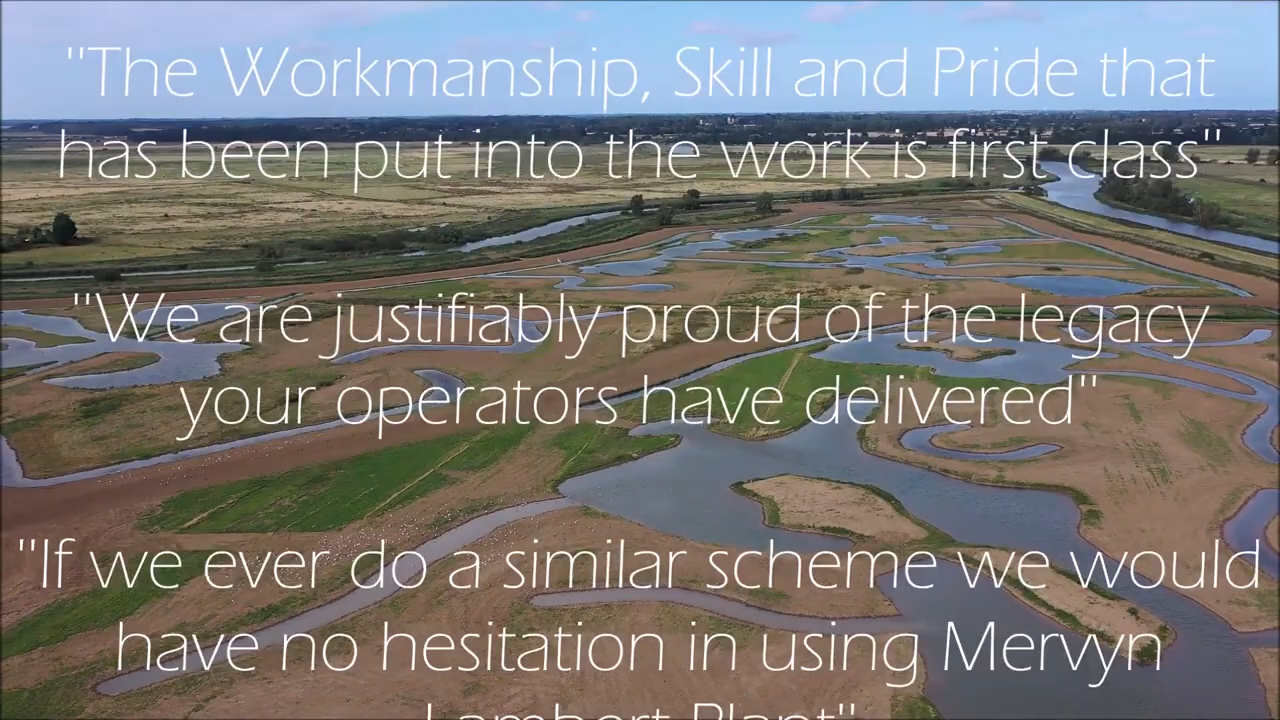 "The Workmanship, Skill and Pride that
has been put into the work is first class"
"We are justifiably proud of the legacy
your operators have delivered"
"If we ever do a similar scheme we would
have no hesitation in using Mervyn
Lambert Plant"